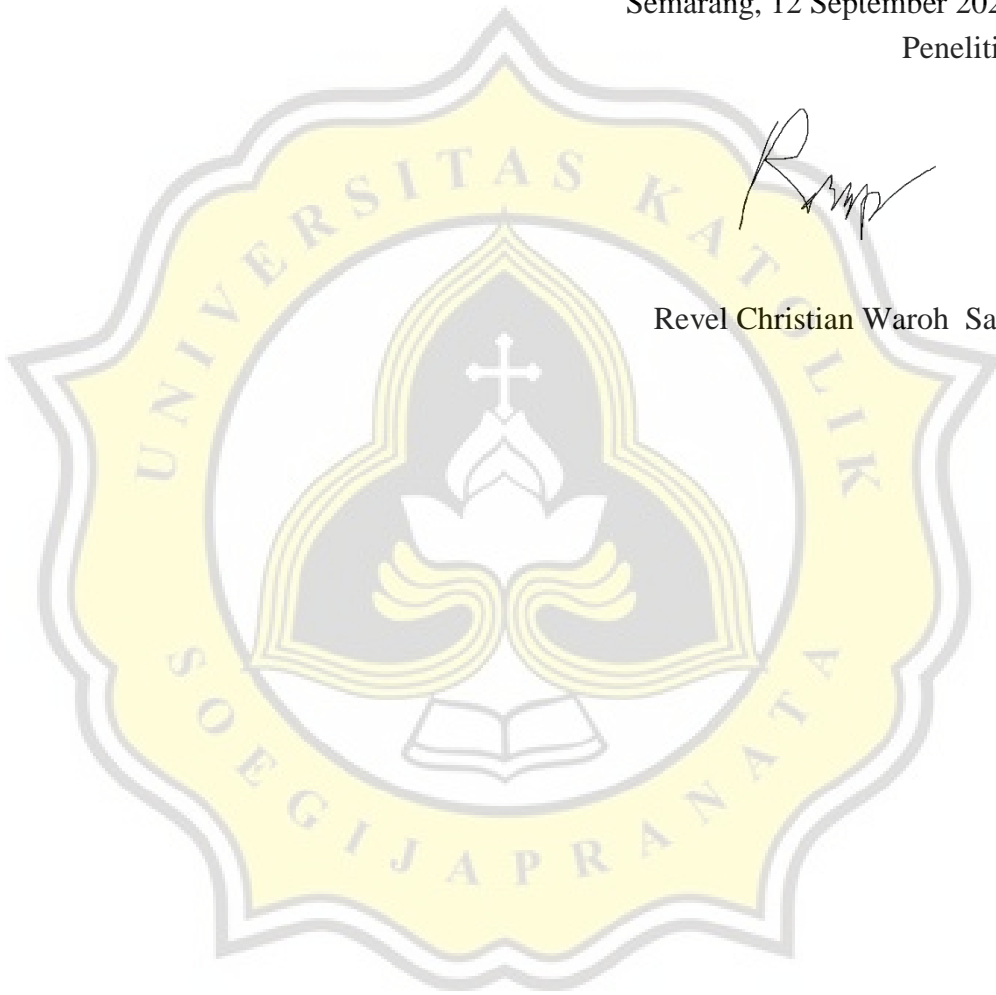 Semarang, 12 September 202
Peneliti
Revel Christian Waroh Sa
UNIVERSITAS KATOLIK
SOEGIJAPRANATA